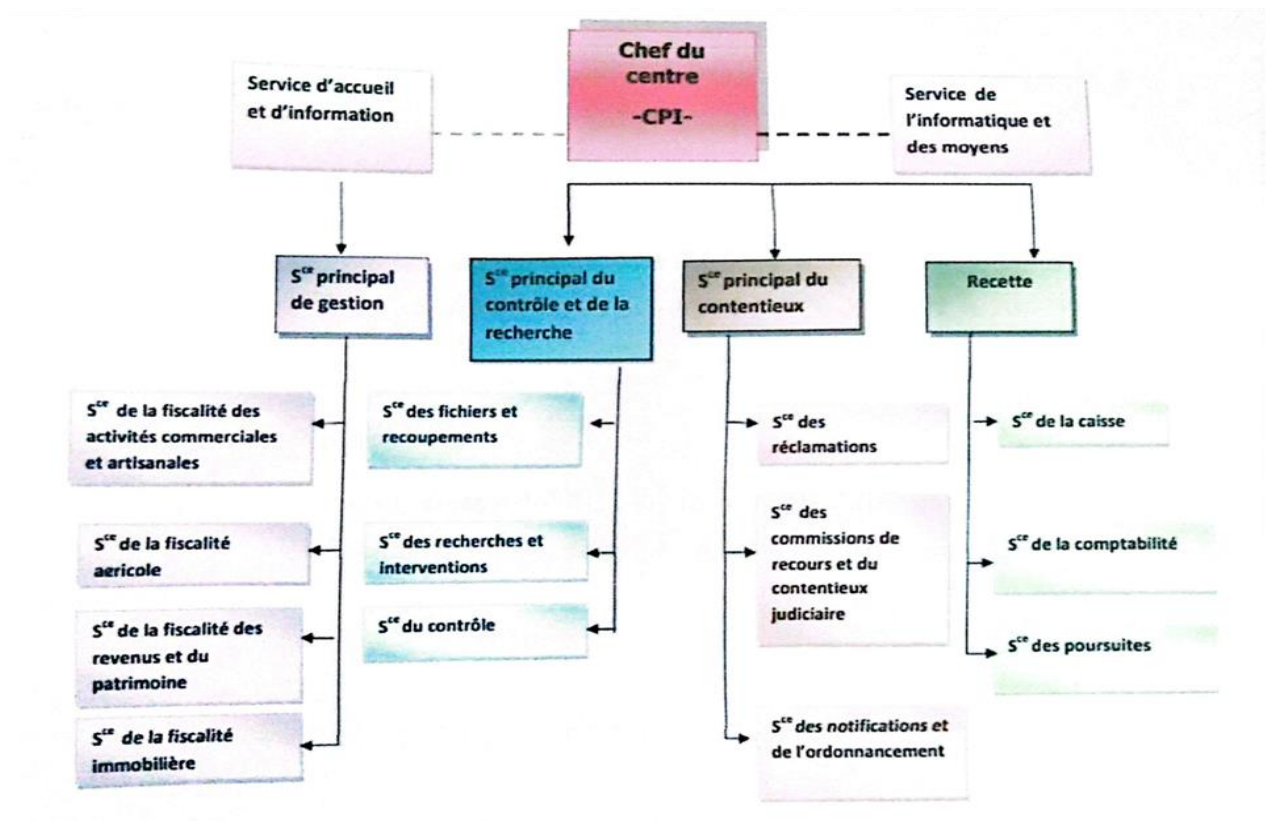 Chef du
centre
-CPI-
Service d'accueil
et d'information
Service de
l'informatique et
des moyens
Sce principal
de gestion
Sce principal du
contrôle et de la
recherche
Sce principal du
contentieux
Recette
Sce de la fiscalité des
activités commerciales
et artisanales
Sce de la fiscalité
aericole
Sce de la fiscalité des
revenus et du
patrimoine
Sce de la fiscalité
immobilière
Sce des fichiers et
recoupements
Sce des recherches et
interventions
Sce du contrôle
Sce des
réclamations
Sce des
commissions de
recours et du
contentieux
judiciaire
Sce des notifications et
de l'ordonnancement
Sce de la caisse
Sce de la comptabilité
Sce des poursuites